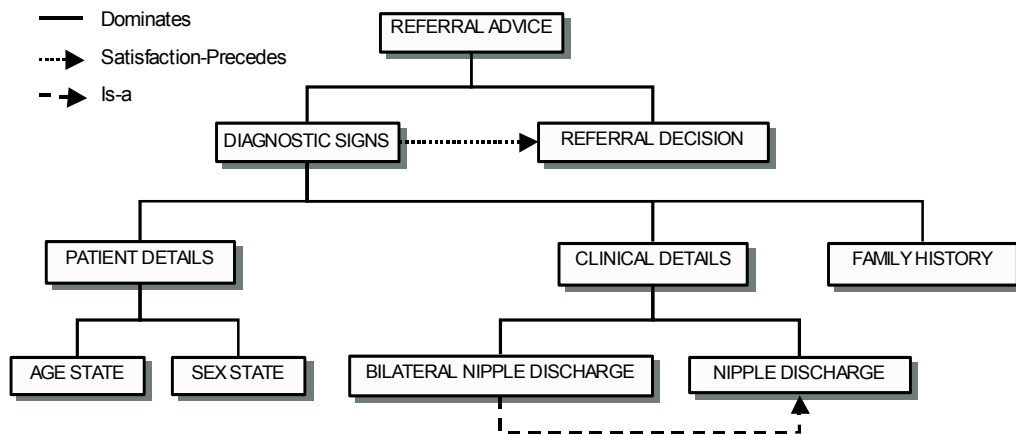 Dominates
Satisfaction-Precedes
Is-a
REFERRAL ADVICE
DIAGNOSTIC SIGNS
REFERRAL DECISION
PATIENT DETAILS
CLINICAL DETAILS
FAMILY HISTORY
AGE STATE
SEX STATE
BILATERAL NIPPLE DISCHARGE
NIPPLE DISCHARGE